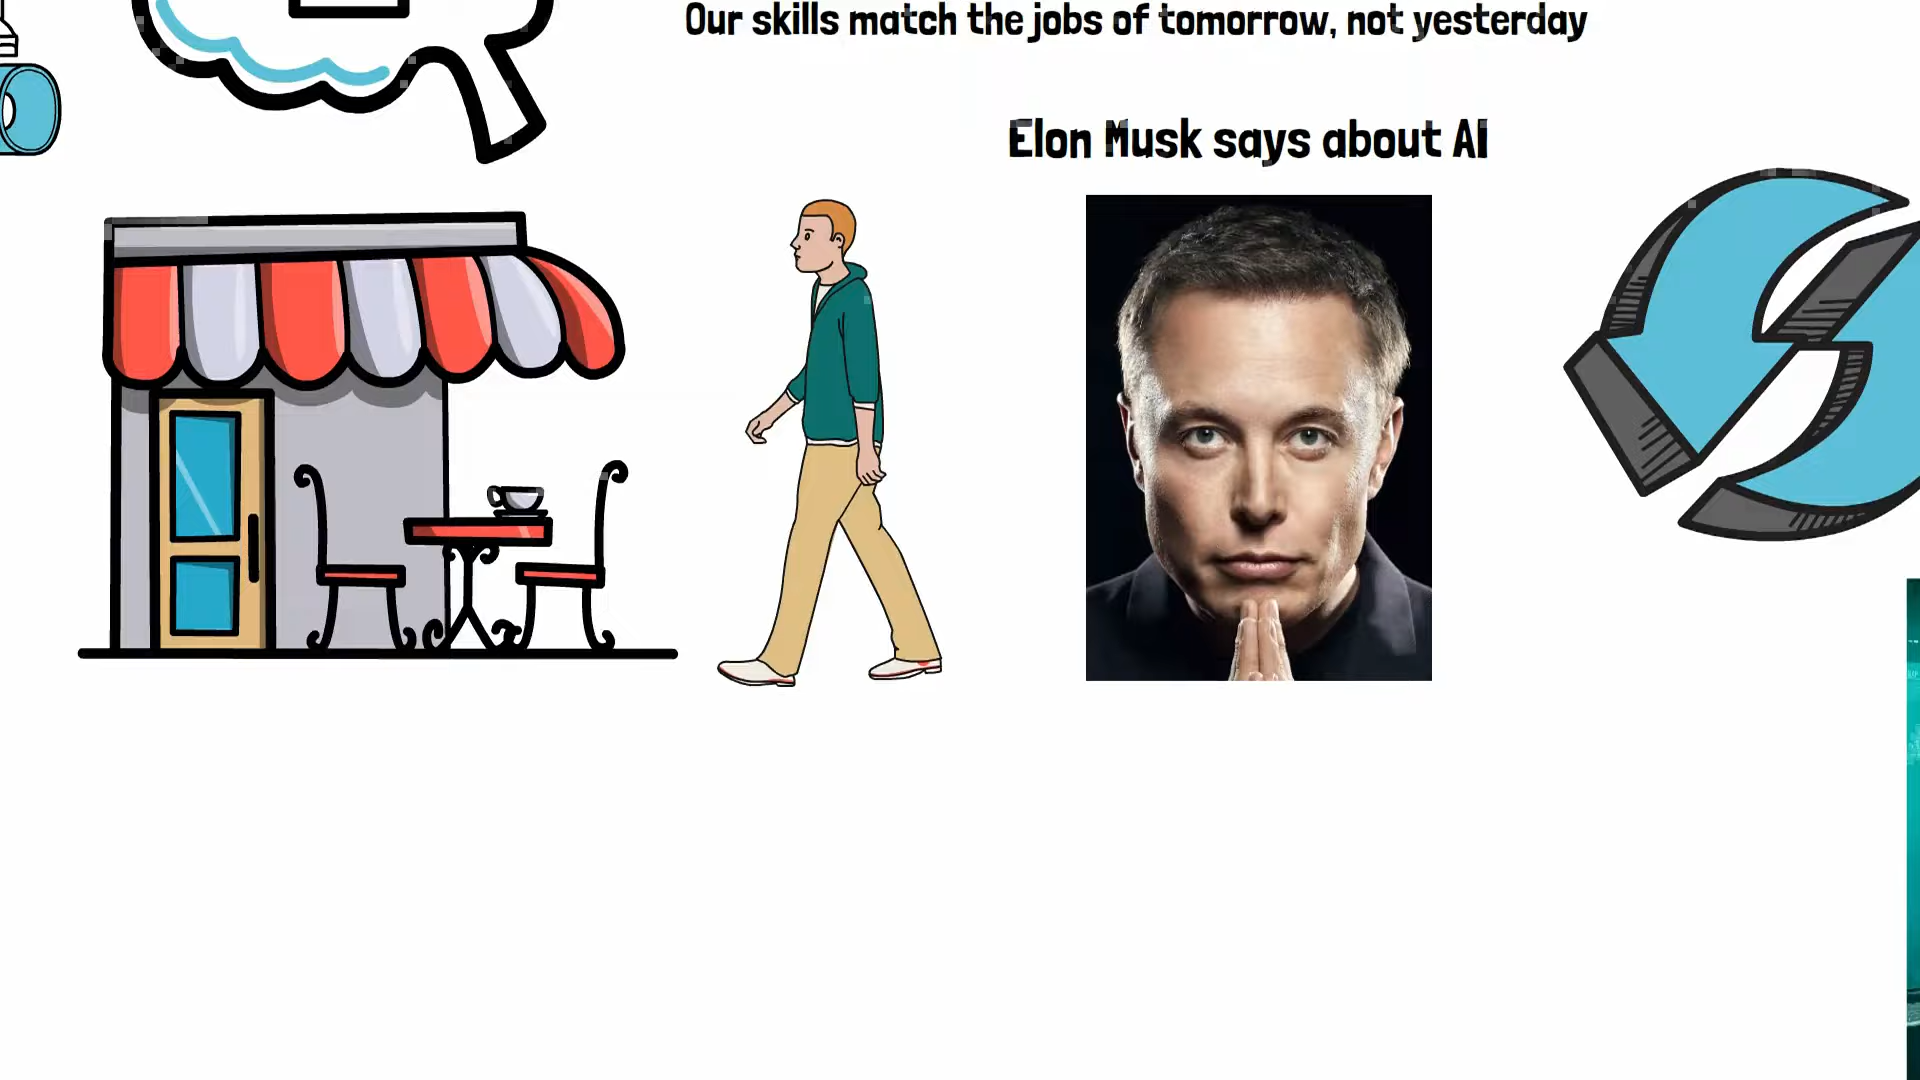 Our skills match the jobs of tomorrow, not yesterday
Elon Musk says about AI